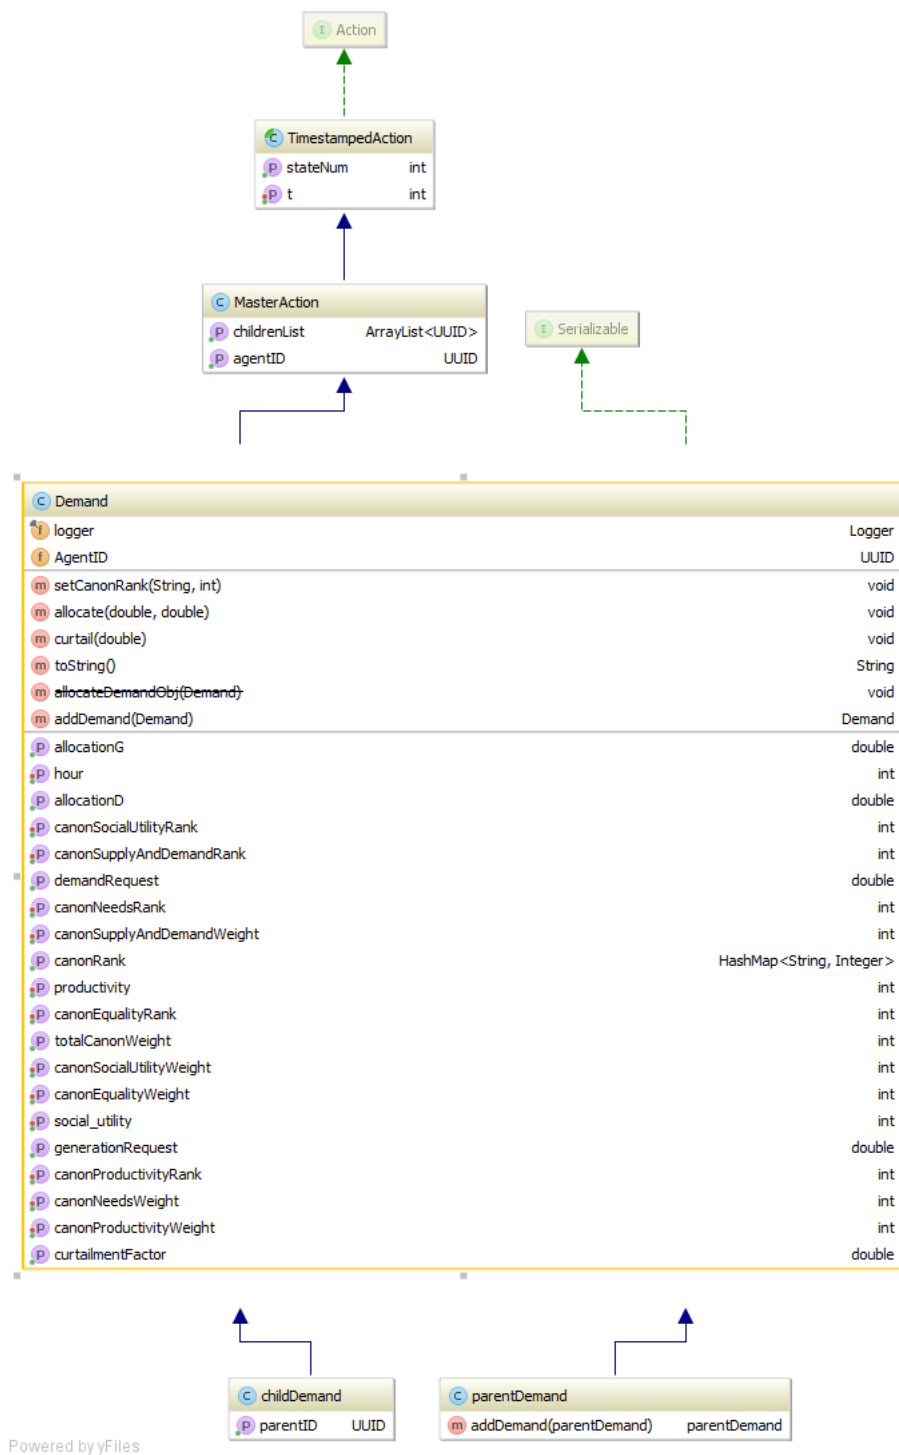 Action
TimestampedAction
stateNum int
t int
MasterAction
childrenList ArrayList<UUID>
agentID UUID
Serializable
Demand
logger Logger
AgentID UUID
setCanonRank(String, int) void
allocate(double, double) void
curtail(double) void
toString() String
allocateDemandObj(Demand) void
addDemand(Demand) Demand
allocationG double
hour int
allocationD double
canonSocialUtilityRank int
canonSupplyAndDemandRank int
demandRequest double
canonNeedsRank int
canonSupplyAndDemandWeight int
canonRank HashMap<String, Integer>
productivity int
canonEqualityRank int
totalCanonWeight int
canonSocialUtilityWeight int
canonEqualityWeight int
social_utility int
generationRequest double
canonProductivityRank int
canonNeedsWeight int
canonProductivityWeight int
curtailmentFactor double
childDemand
parentID UUID
parentDemand
addDemand(parentDemand) parentDemand
Powered by yFiles